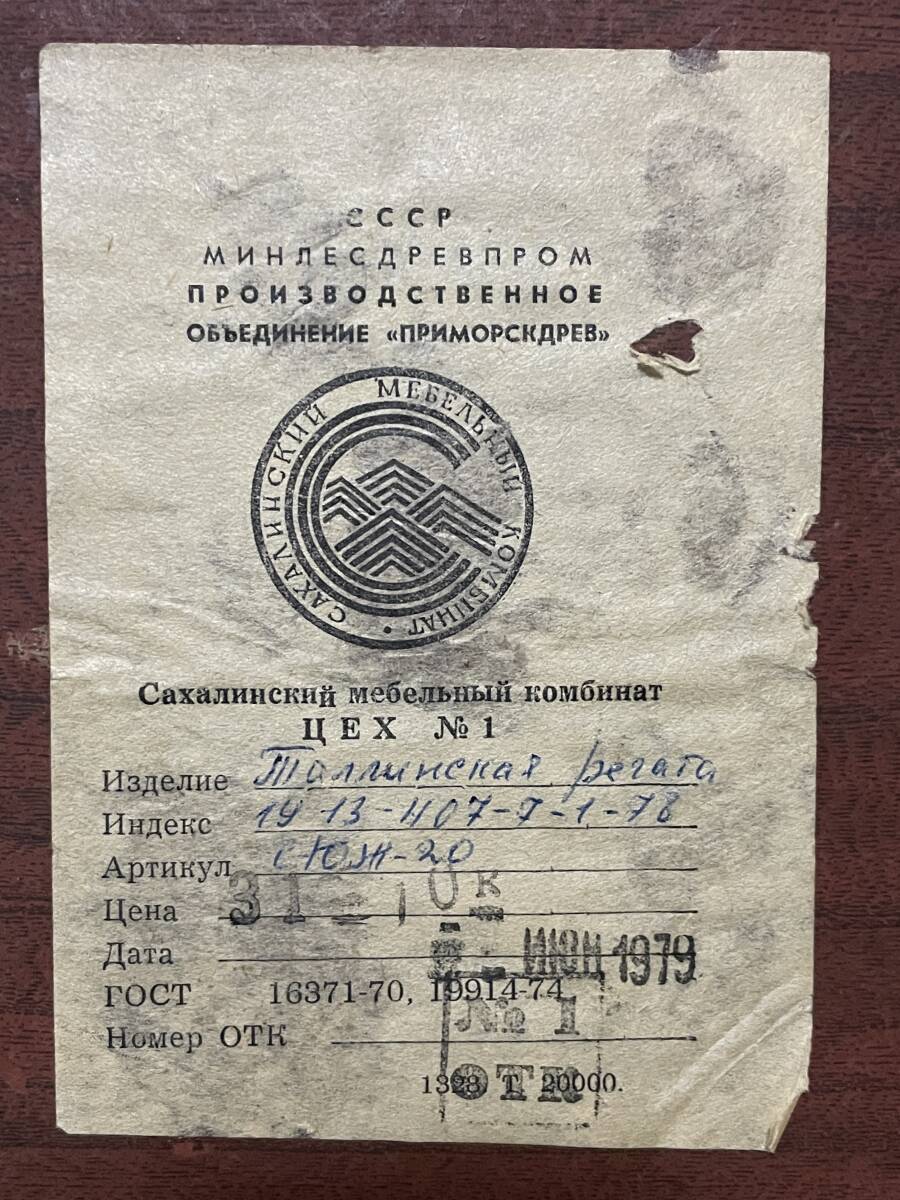 СССР
МИНЛЕСДРЕВПРОМ
ПРОИЗВОДСТВЕННОЕ
ОБЪЕДИНЕНИЕ «ПРИМОРСКДРЕВ»
САХАЛИНСКИЙ МЕБЕЛЬНЫЙ КОМБИНАТ •
Сахалинский мебельный комбинат
ЦЕХ №1
Изделие Таллинская регата
Индекс 19-13-407-7-1-78
Артикул СЮЖ-20
Цена 31 = 10к
Дата ИЮН 1979
ГОСТ 16371-70, 19914-74
№ 1
Номер ОТК
ОТК
1323 Т. 20000.